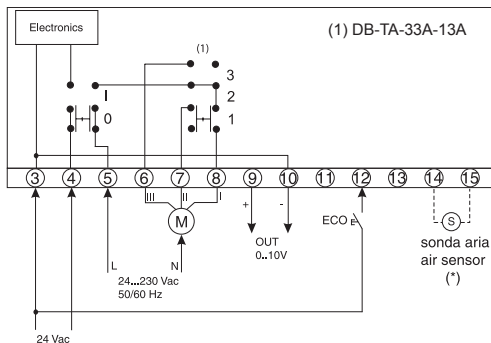 Electronics
(1) DB-TA-33A-13A
(1)
3
I
2
0
1
3
4
5
6
7
8
9
10
11
12
13
14
15
III
II
I
+
-
M
ECO
S
L
N
OUT
0..10V
sonda aria
air sensor
(*)
24...230 Vac
50/60 Hz
24 Vac